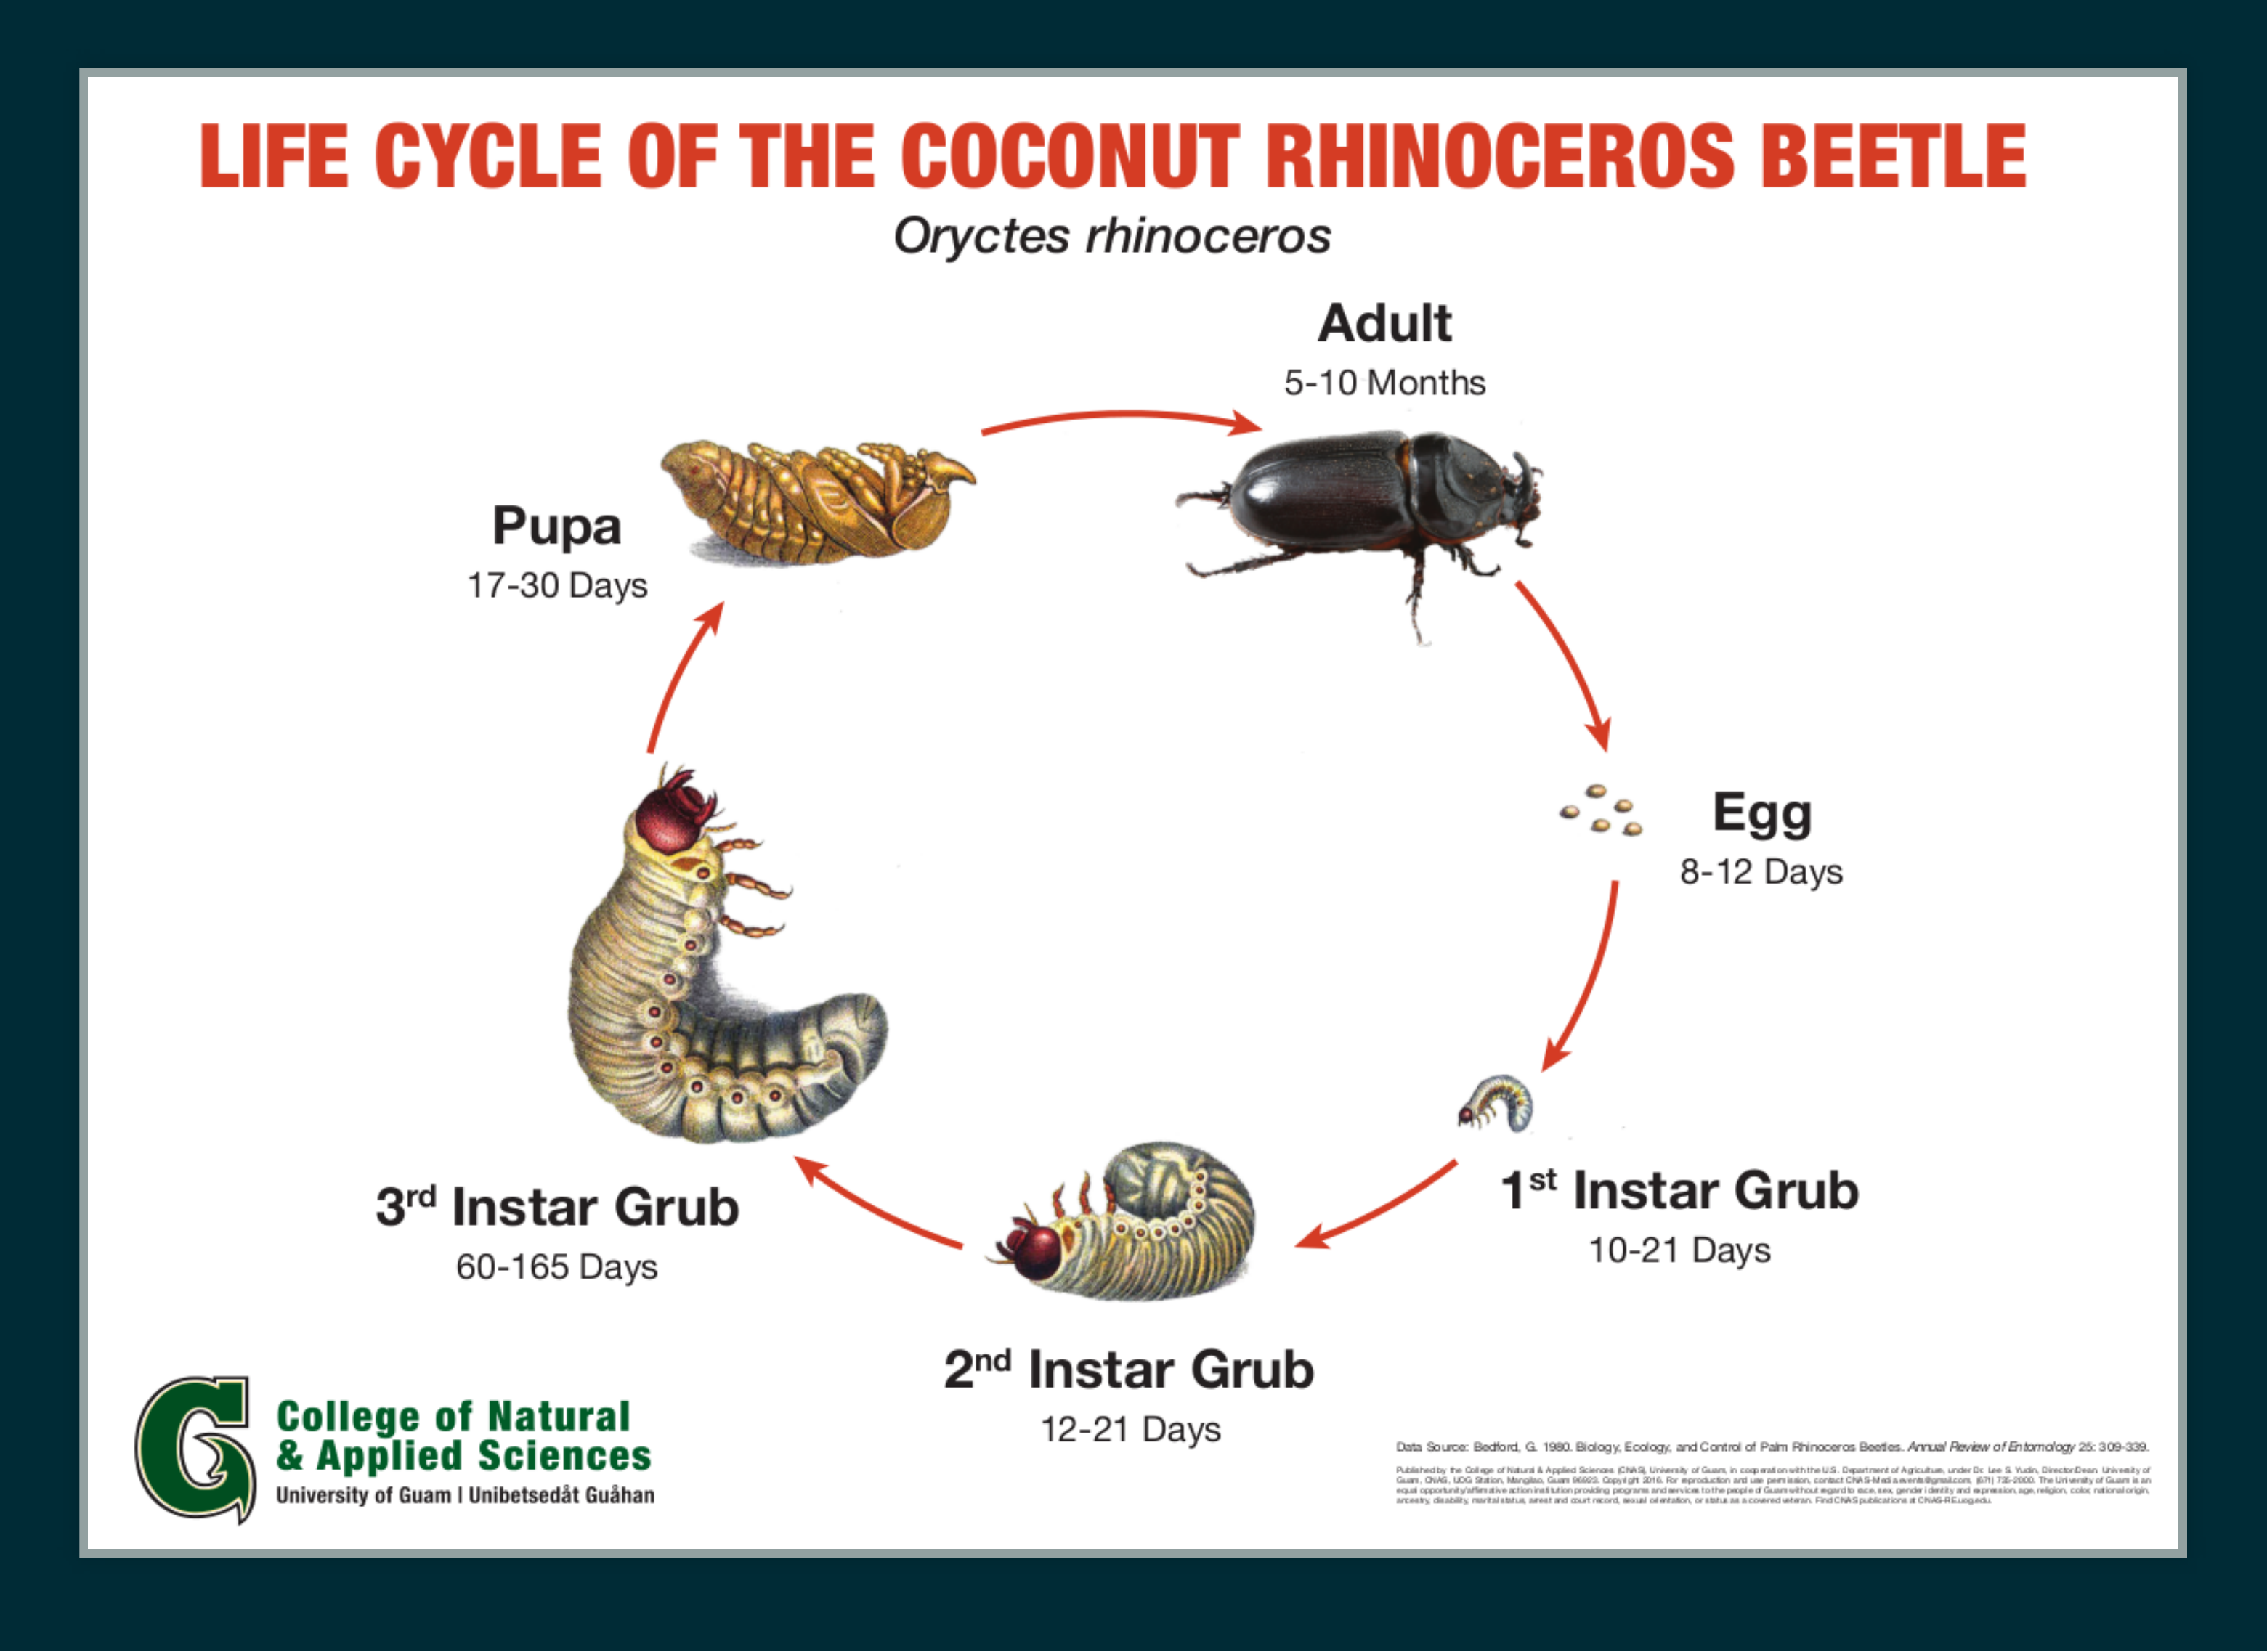 LIFE CYCLE OF THE COCONUT RHINOCEROS BEETLE
Oryctes rhinoceros
Adult
5-10 Months
Pupa
17-30 Days
Egg
8-12 Days
1st Instar Grub
10-21 Days
3rd Instar Grub
60-165 Days
2nd Instar Grub
12-21 Days
College of Natural
& Applied Sciences
University of Guam | Unibetsedåt Guåhan
Data Source: Bedford, G. 1980. Biology, Ecology, and Control of Palm Rhinoceros Beetles. Annual Review of Entomology 25: 309-339.
Published by the College of Natural & Applied Sciences (CNAS), University of Guam, in cooperation with the U.S. Department of Agriculture, under Dr. Lee S. Yudin, Director/Dean. University of
Guam, CNAS, UOG Station, Mangilao, Guam 96923. Copyright 2016. For reproduction and use permission, contact CNAS-Media.events@gmail.com, (671) 735-2000. The University of Guam is an
equal opportunity/affirmative action institution providing programs and services to the people of Guam without regard to race, sex, gender identity and expression, age, religion, color, national origin,
ancestry, disability, marital status, arrest and court record, sexual orientation, or status as a covered veteran. Find CNAS publications at CNAS-RE.uog.edu.